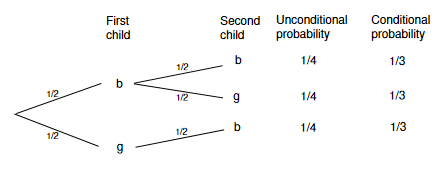 First child
Second child
Unconditional probability
Conditional probability
1/2
b
1/2
b
1/4
1/3
1/2
g
1/4
1/3
1/2
g
1/2
b
1/4
1/3